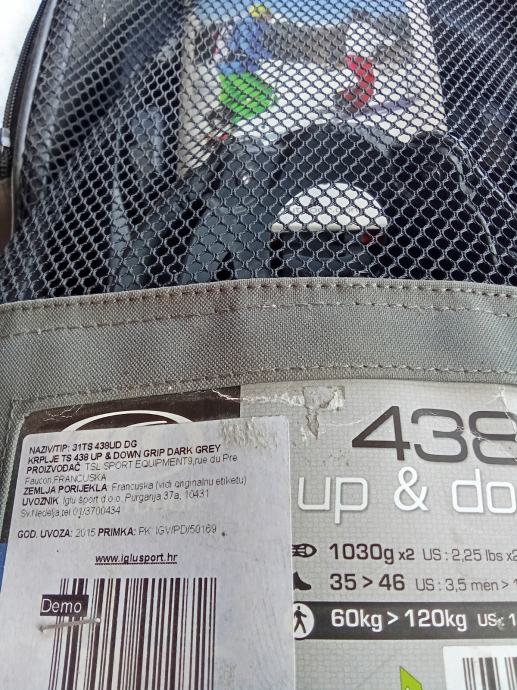 NAZIV/TIP: 31TS 438UD DG
KRPLJE TS 438 UP & DOWN GRIP DARK GREY
PROIZVOĐAČ TSL SPORT EQUIPMENT9,rue du Pre
Faucon,FRANCUSKA
ZEMLJA PORIJEKLA: Francuska (vidi originalnu etiketu)
UVOZNIK: Iglu šport d.o.o, Purganija 37a, 10431
Sv.Nedelja,tel.01/3700434
GOD. UVOZA: 2015 PRIMKA: PK IGV/PD/50169
www.iglusport.hr
Demo
438
up & do
1030g x2 US : 2,25 lbs x2
35 > 46 US : 3,5 men >
60kg > 120kg US: